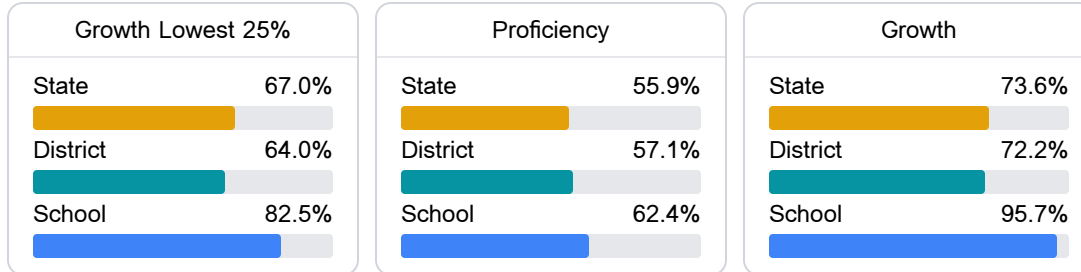 Growth Lowest 25%
State 67.0%
District 64.0%
School 82.5%
Proficiency
State 55.9%
District 57.1%
School 62.4%
Growth
State 73.6%
District 72.2%
School 95.7%